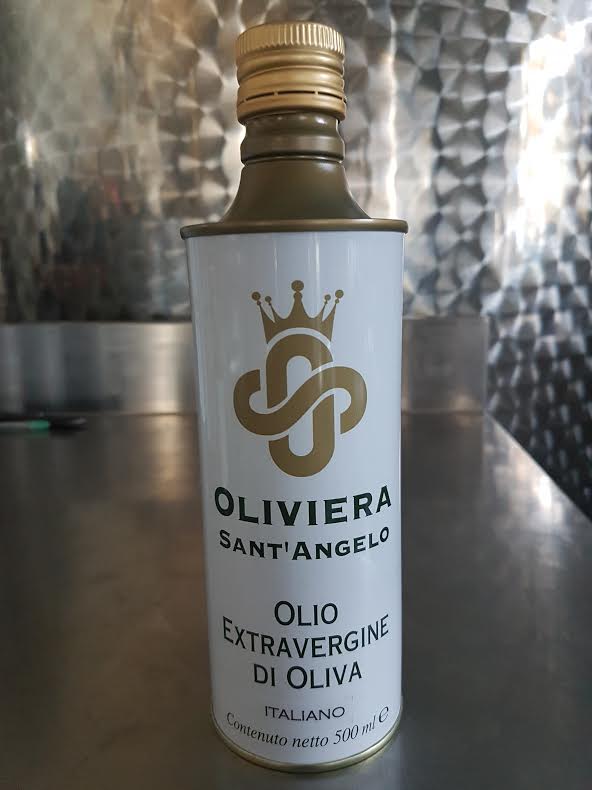 OLIVIERA
SANT'ANGELO
OLIO
EXTRAVERGINE
DI OLIVA
ITALIANO
Contenuto netto 500 ml ℮